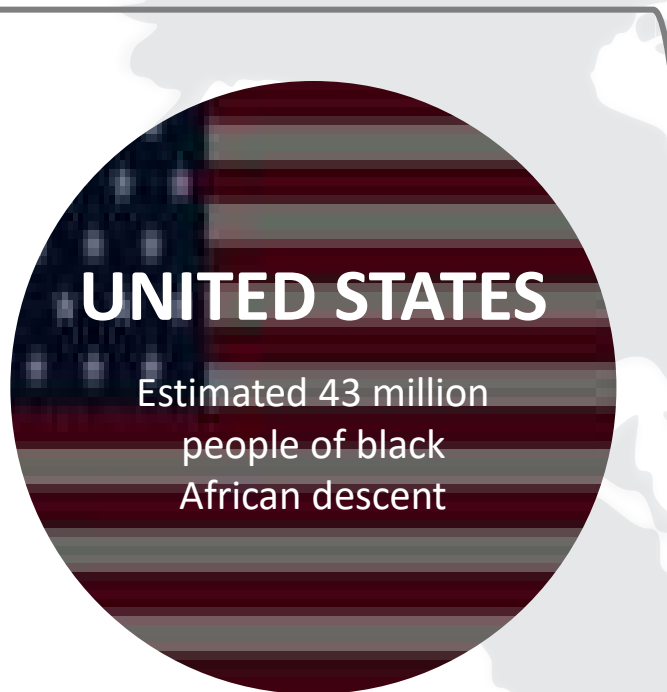 UNITED STATES
Estimated 43 million
people of black
African descent